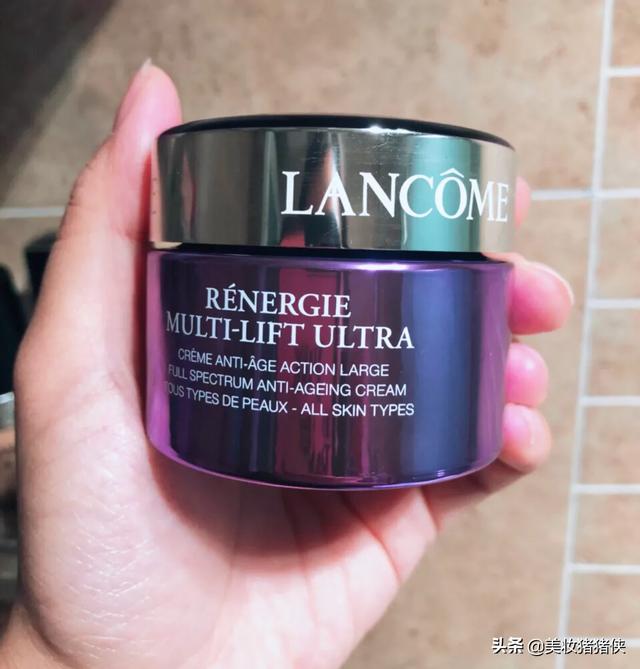 LANCÔME
RÉNERGIE
MULTI-LIFT ULTRA
CRÈME ANTI-ÂGE ACTION LARGE
FULL SPECTRUM ANTI-AGEING CREAM
TOUS TYPES DE PEAUX - ALL SKIN TYPES
头条 @美妆猪猪侠